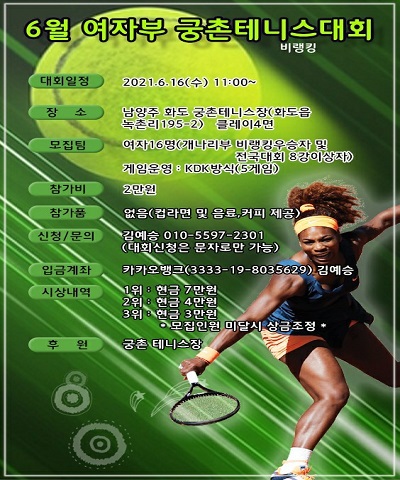 6월 여자부 궁촌테니스대회
비랭킹
대회일정 2021.6.16(수) 11:00~
장 소 남양주 화도 궁촌테니스장(화도읍
녹촌리195-2) 클레이4면
모집팀 여자16명(개나리부 비랭킹우승자 및
전국대회 8강이상자)
게임운영 : KDK방식(5게임)
참가비 2만원
참가품 없음(컵라면 및 음료,커피 제공)
신청/문의 김예승 010-5597-2301
(대회신청은 문자로만 가능)
입금계좌 카카오뱅크(3333-19-8035629) 김예승
시상내역 1위 : 현금 7만원
2위 : 현금 4만원
3위 : 현금 3만원
* 모집인원 미달시 상금조정 *
후 원 궁촌 테니스장